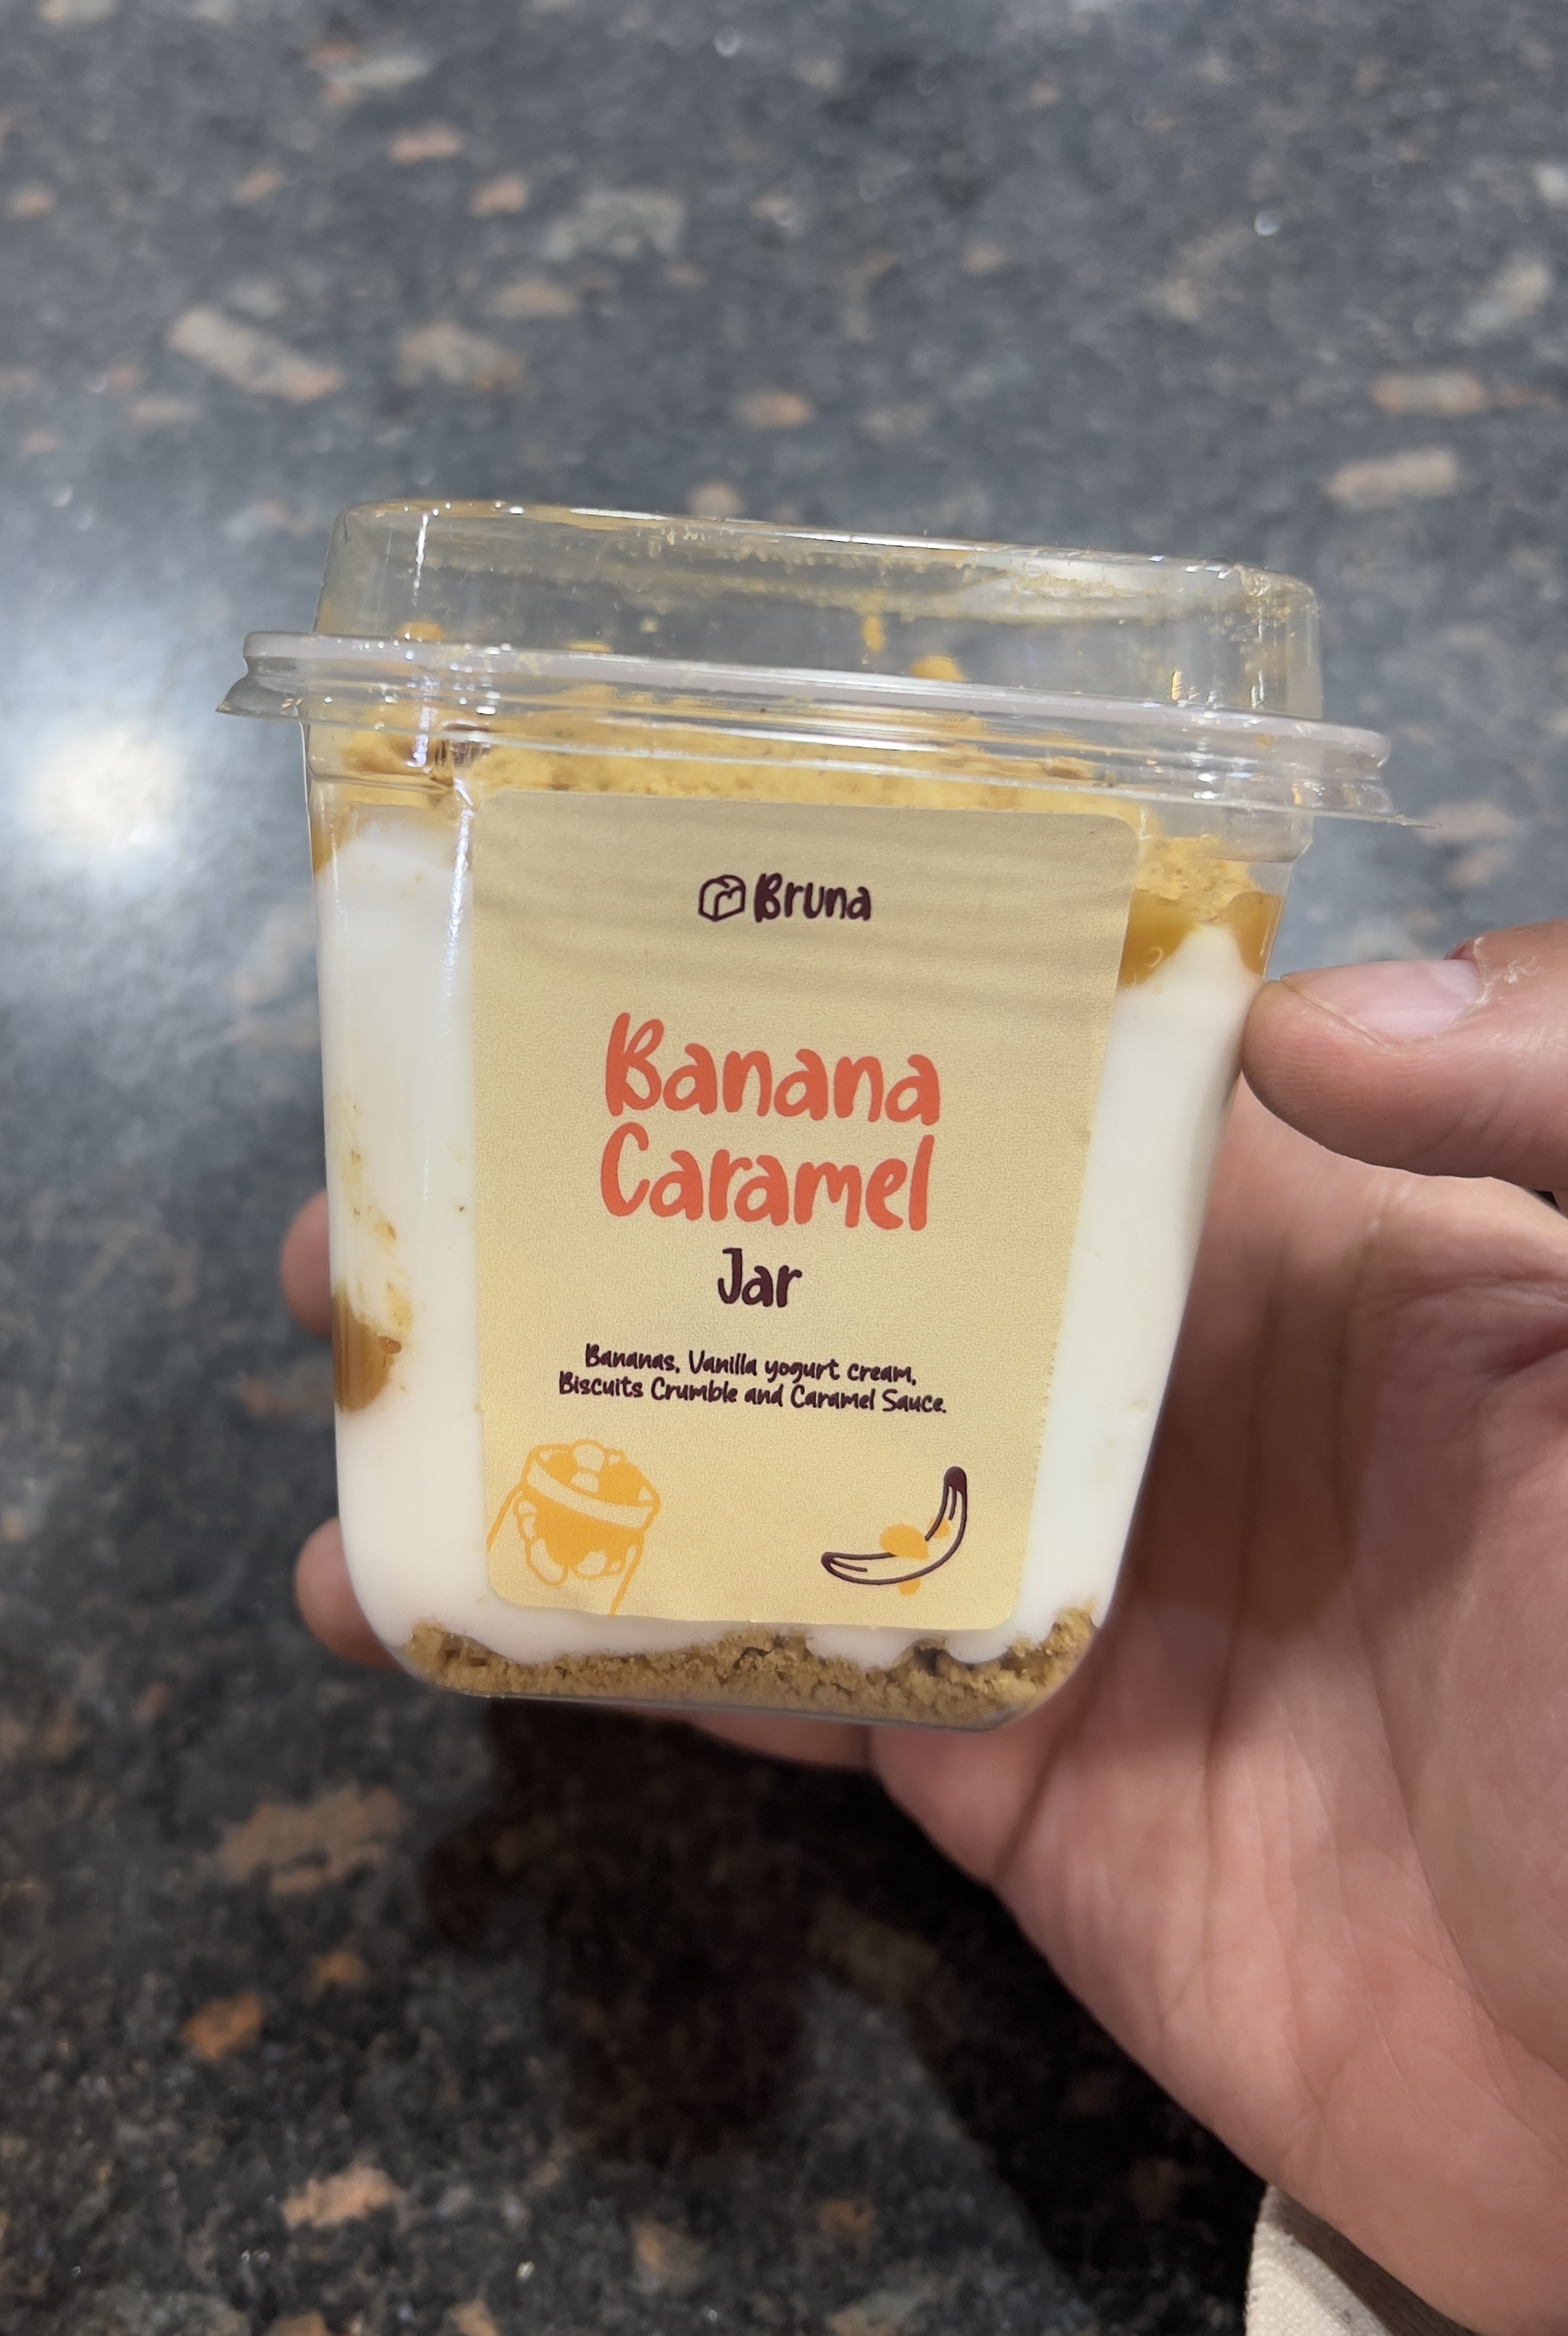 Bruna
Banana
Caramel
Jar
Bananas, Vanilla yogurt cream,
Biscuits Crumble and Caramel Sauce.